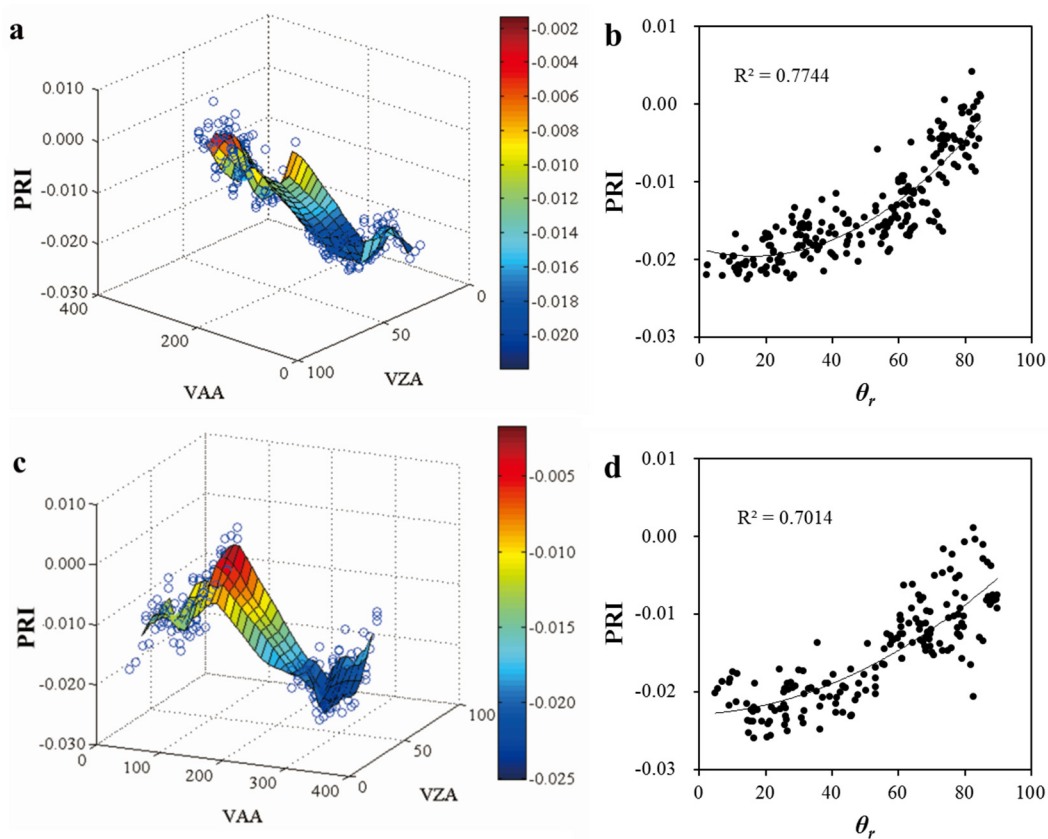 a
0.010
0.000
-0.010
-0.020
-0.030
PRI
400
200
0
VAA
100
50
0
VZA
-0.002
-0.004
-0.006
-0.008
-0.010
-0.012
-0.014
-0.016
-0.018
-0.020
b
R² = 0.7744
0.01
0.00
-0.01
-0.02
-0.03
PRI
0 20 40 60 80 100
θr
c
0.010
0.000
-0.010
-0.020
-0.030
PRI
0 100 200 300 400
VAA
0
50
100
VZA
-0.005
-0.010
-0.015
-0.020
-0.025
d
R² = 0.7014
0.01
0.00
-0.01
-0.02
-0.03
PRI
0 20 40 60 80 100
θr